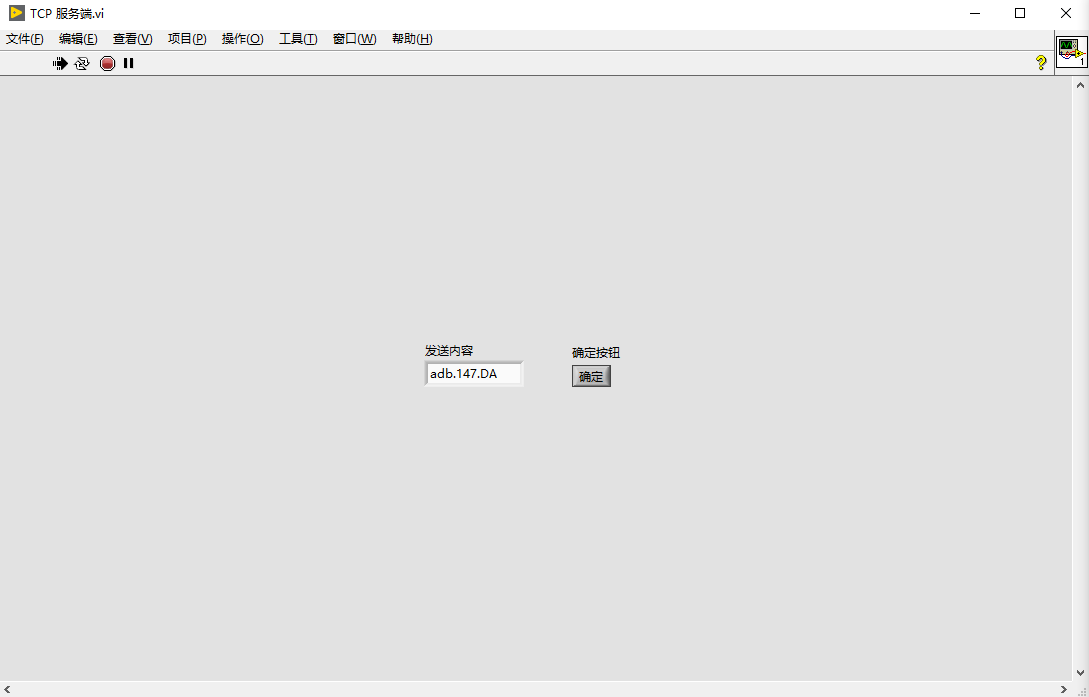 TCP 服务端.vi
文件(F) 编辑(E) 查看(V) 项目(P) 操作(O) 工具(T) 窗口(W) 帮助(H)
?
1
发送内容 确定按钮
adb.147.DA 确定